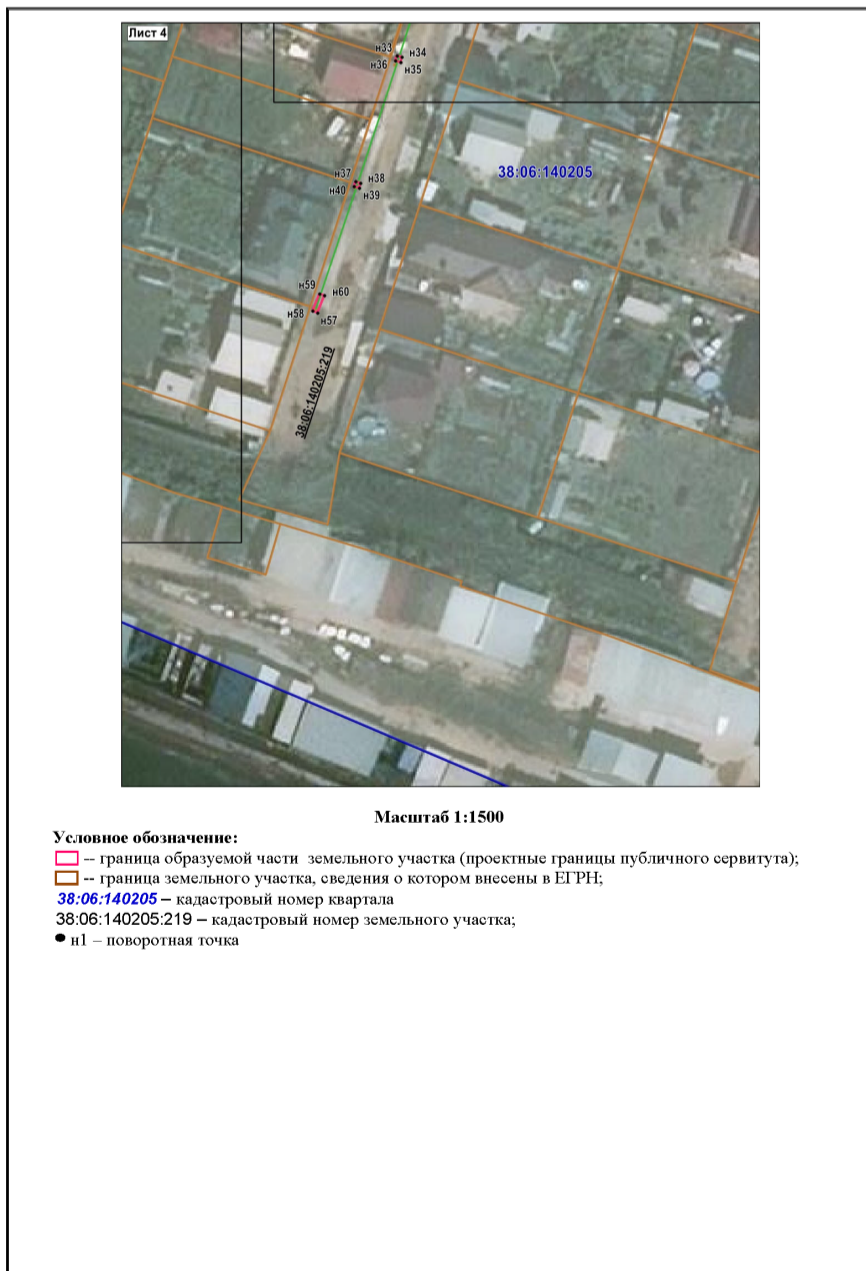 Лист 4
н33
н34
н36
н35
38:06:140205
н37
н38
н40
н39
н59
н60
н58
н57
38:06:140205:219
Масштаб 1:1500
Условное обозначение:
-- граница образуемой части земельного участка (проектные границы публичного сервитута);
-- граница земельного участка, сведения о котором внесены в ЕГРН;
38:06:140205 – кадастровый номер квартала
38:06:140205:219 – кадастровый номер земельного участка;
н1 – поворотная точка